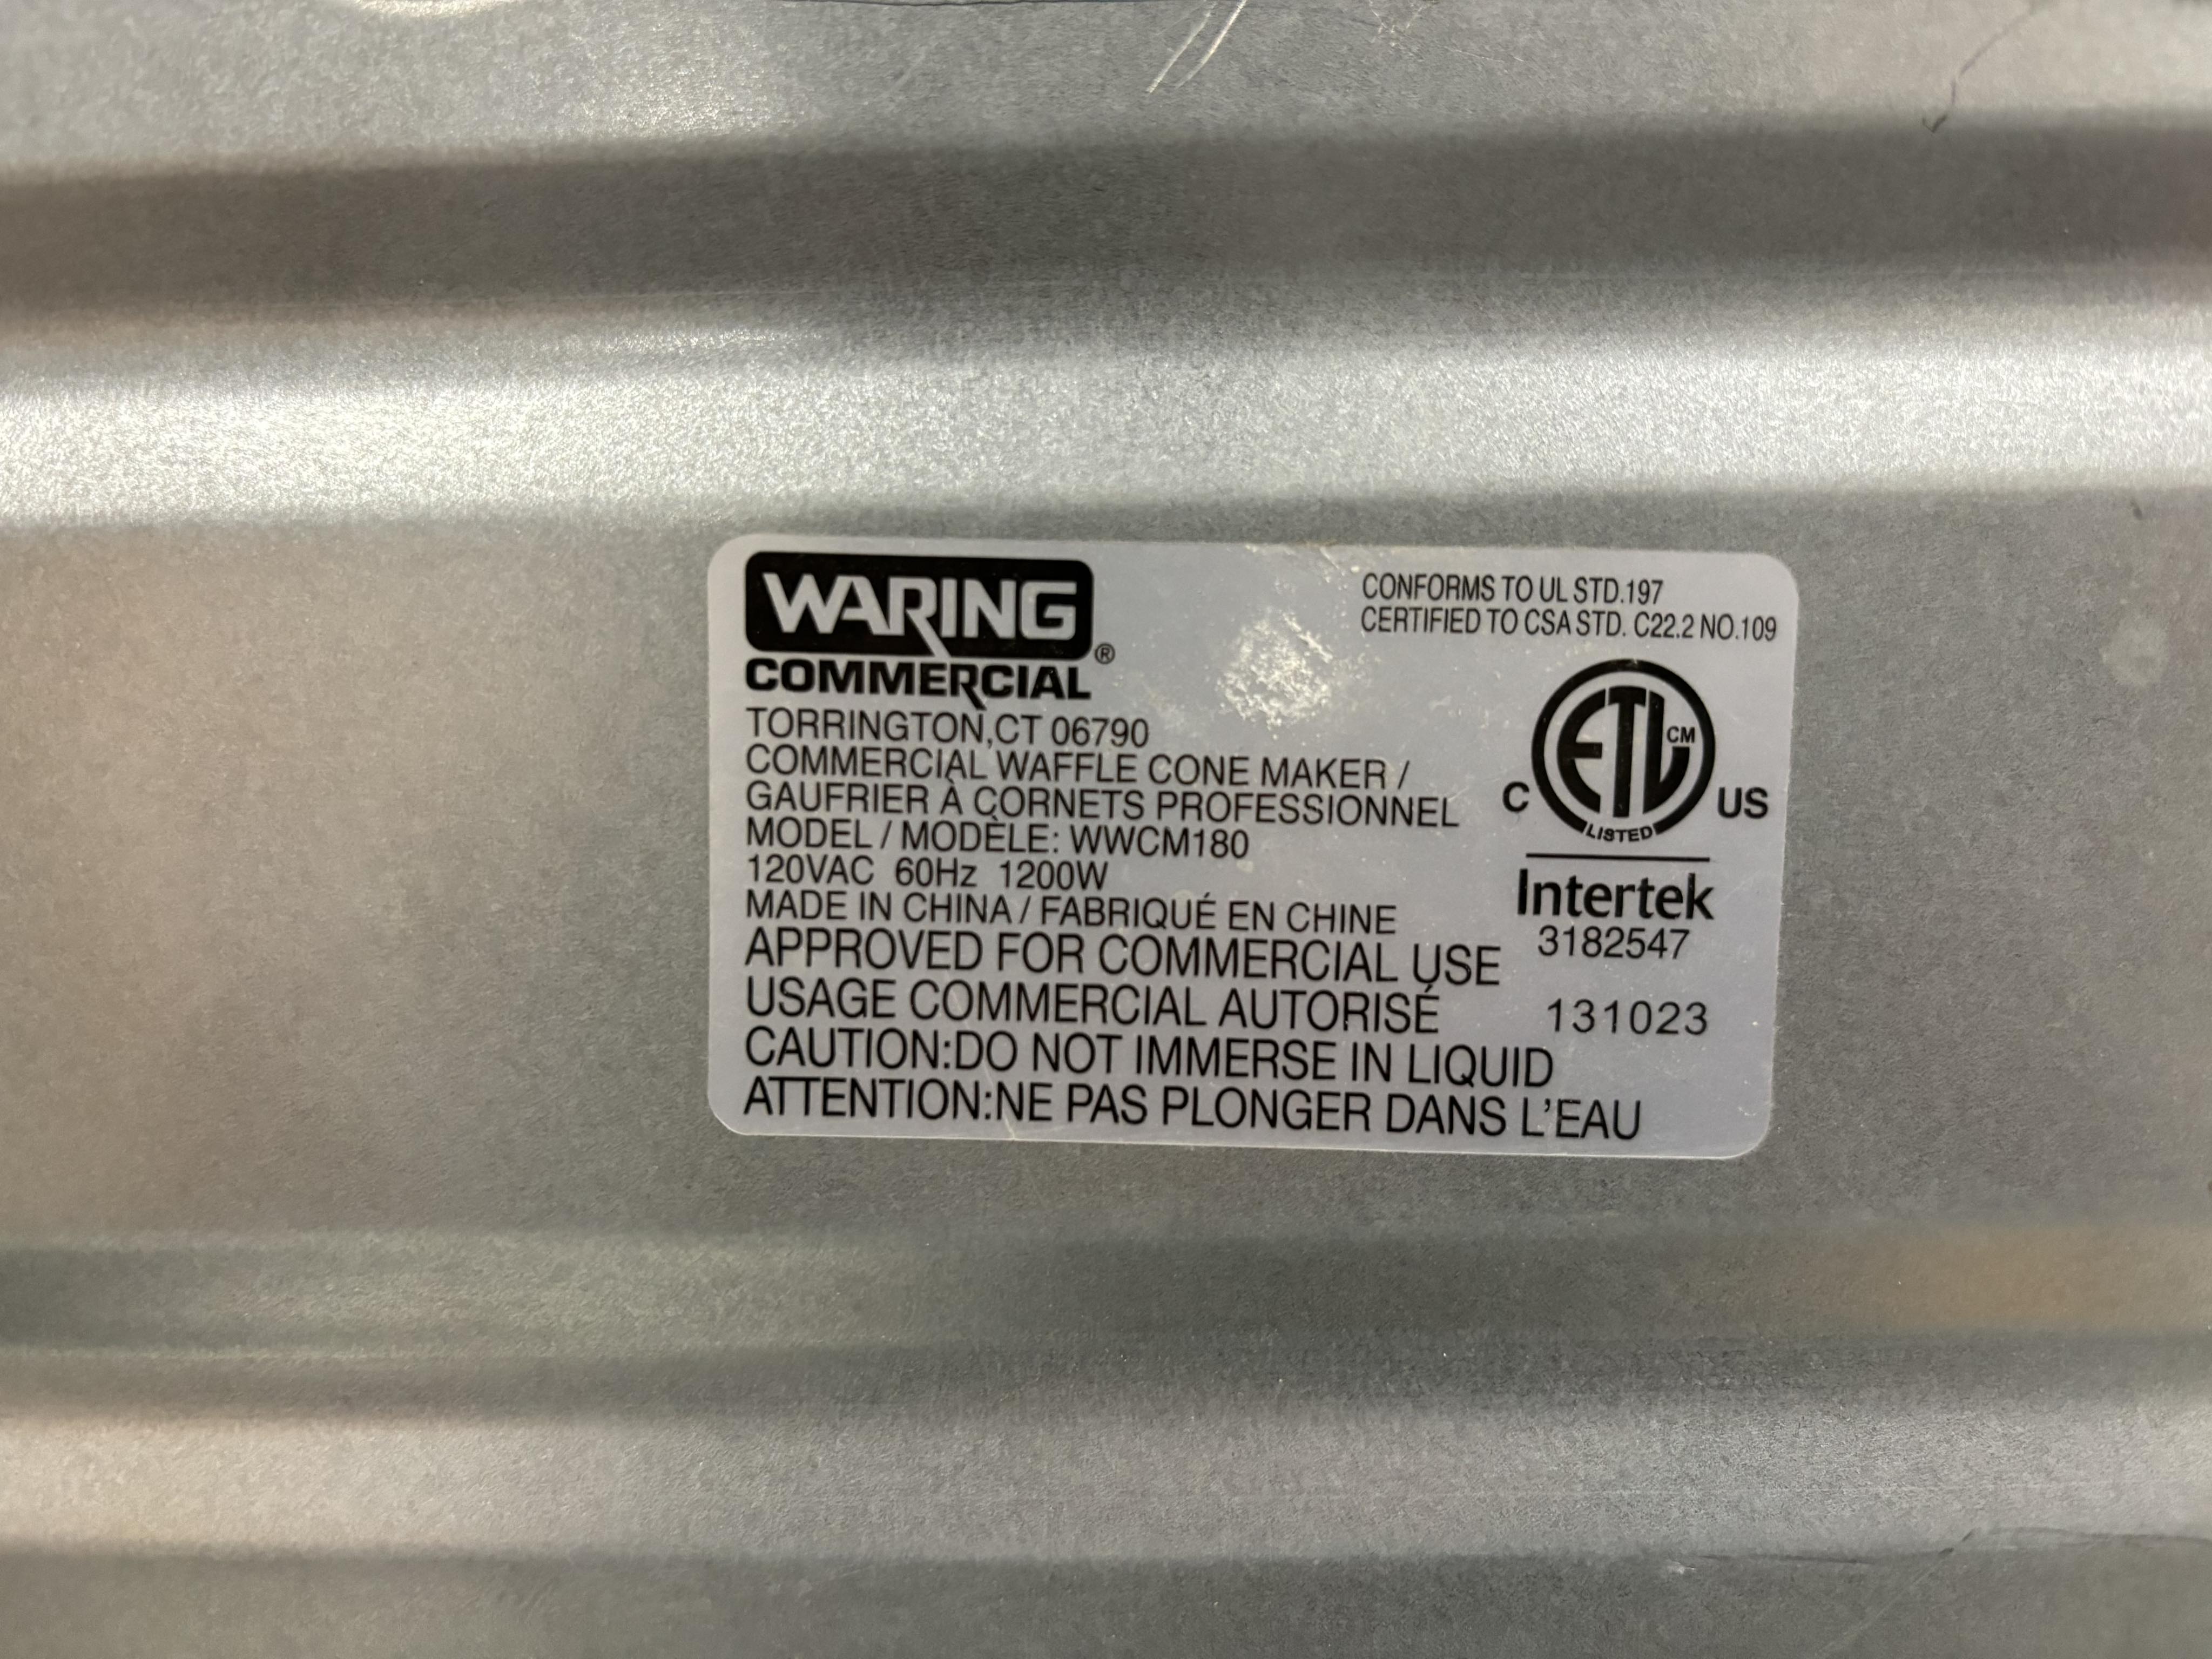 WARING®
COMMERCIAL
TORRINGTON,CT 06790
COMMERCIAL WAFFLE CONE MAKER /
GAUFRIER À CORNETS PROFESSIONNEL
MODEL / MODÈLE: WWCM180
120VAC 60Hz 1200W
MADE IN CHINA / FABRIQUÉ EN CHINE
APPROVED FOR COMMERCIAL USE
USAGE COMMERCIAL AUTORISÉ
CAUTION:DO NOT IMMERSE IN LIQUID
ATTENTION:NE PAS PLONGER DANS L'EAU
CONFORMS TO UL STD.197
CERTIFIED TO CSA STD. C22.2 NO.109
ETL CM
C US
LISTED
Intertek
3182547
131023